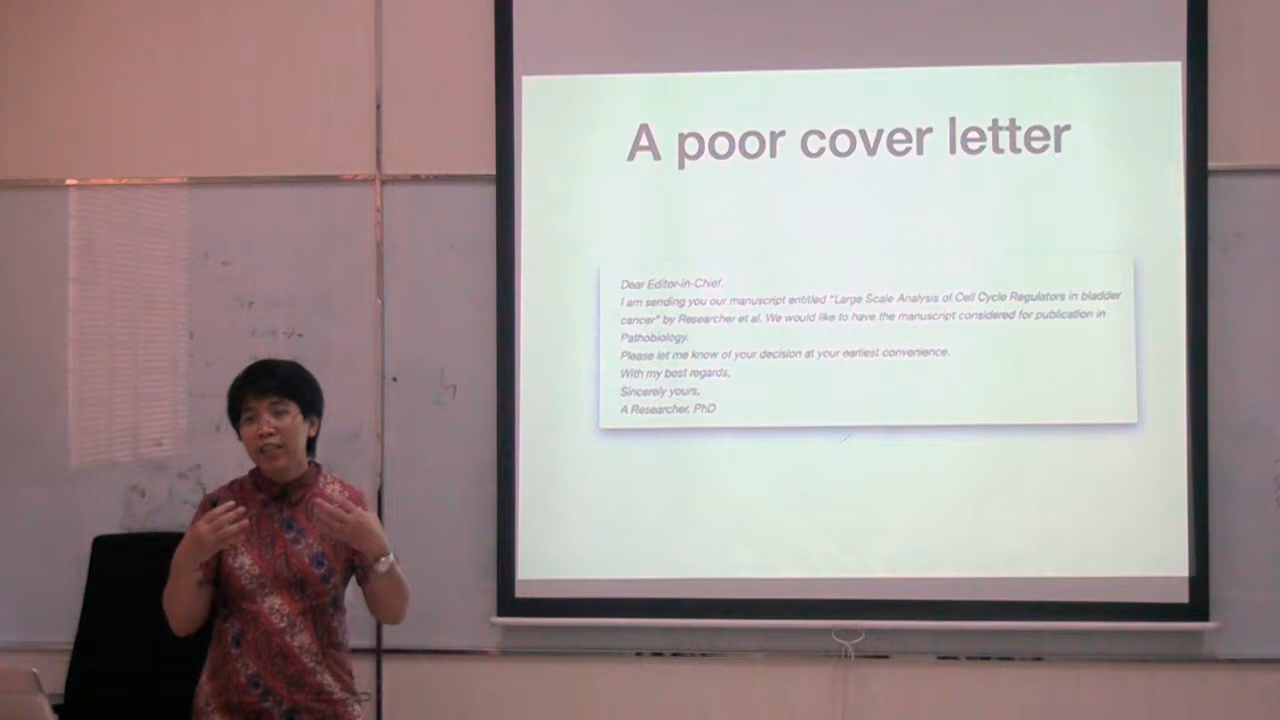 A poor cover letter
Dear Editor-in-Chief.
I am sending you our manuscript entitled "Large Scale Analysis of Cell Cycle Regulators in bladder
cancer" by Researcher et al. We would like to have the manuscript considered for publication in
Pathobiology.
Please let me know of your decision at your earliest convenience.
With my best regards,
Sincerely yours,
A Researcher, PhD